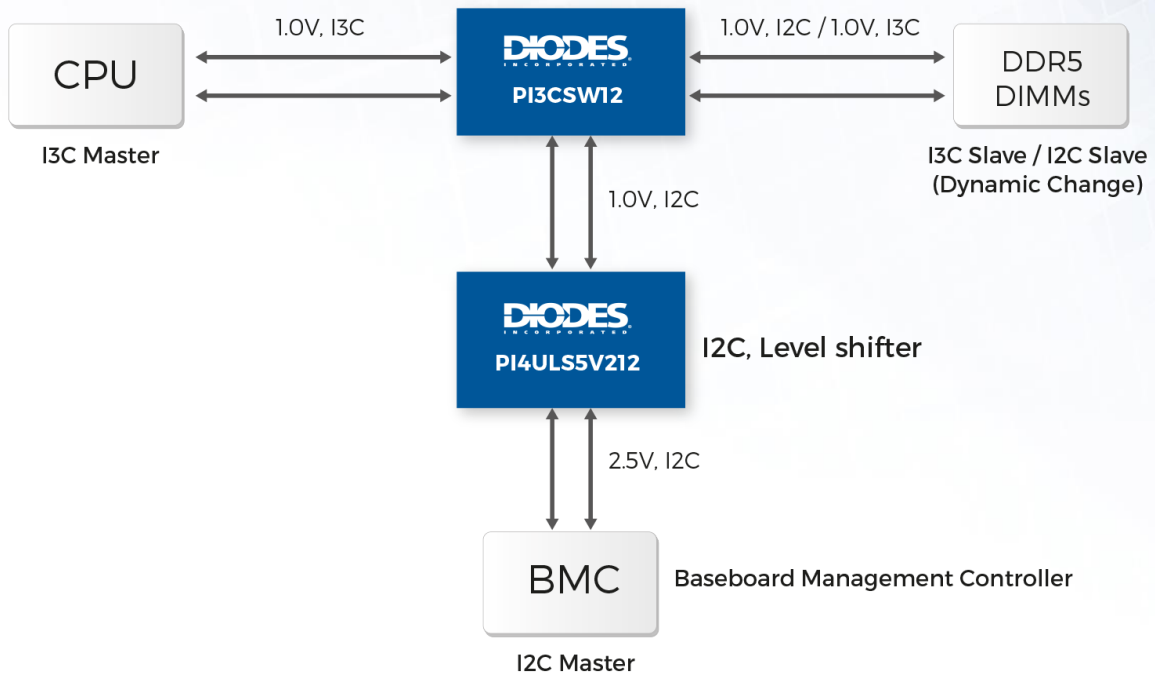 CPU
I3C Master
1.0V, I3C
DIODES.
INCORPORATED
PI3CSW12
1.0V, I2C / 1.0V, I3C
DDR5
DIMMs
I3C Slave / I2C Slave
(Dynamic Change)
1.0V, I2C
DIODES.
INCORPORATED
PI4ULS5V212
I2C, Level shifter
2.5V, I2C
BMC
Baseboard Management Controller
I2C Master